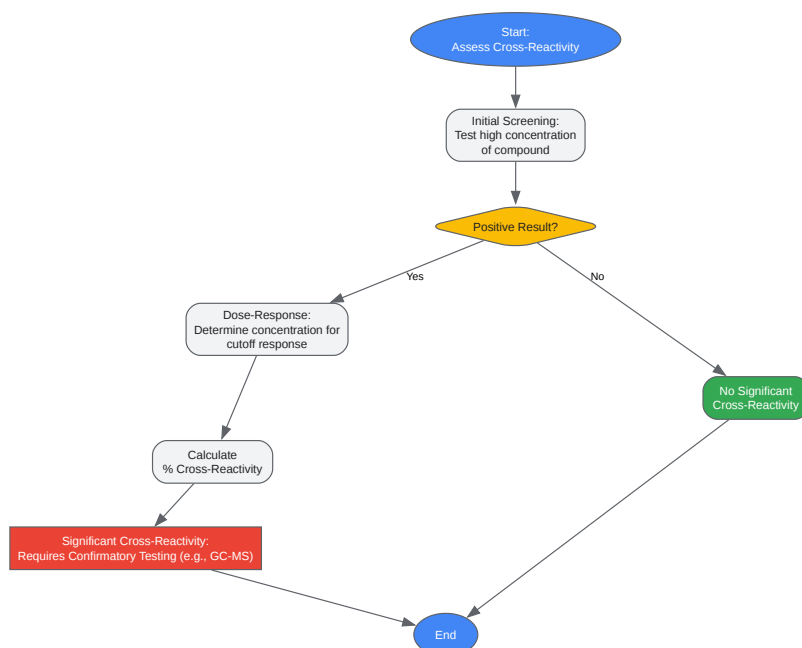 Start:
Assess Cross-Reactivity
Initial Screening:
Test high concentration
of compound
Positive Result?
Yes
No
Dose-Response:
Determine concentration for
cutoff response
No Significant
Cross-Reactivity
Calculate
% Cross-Reactivity
Significant Cross-Reactivity:
Requires Confirmatory Testing (e.g., GC-MS)
End